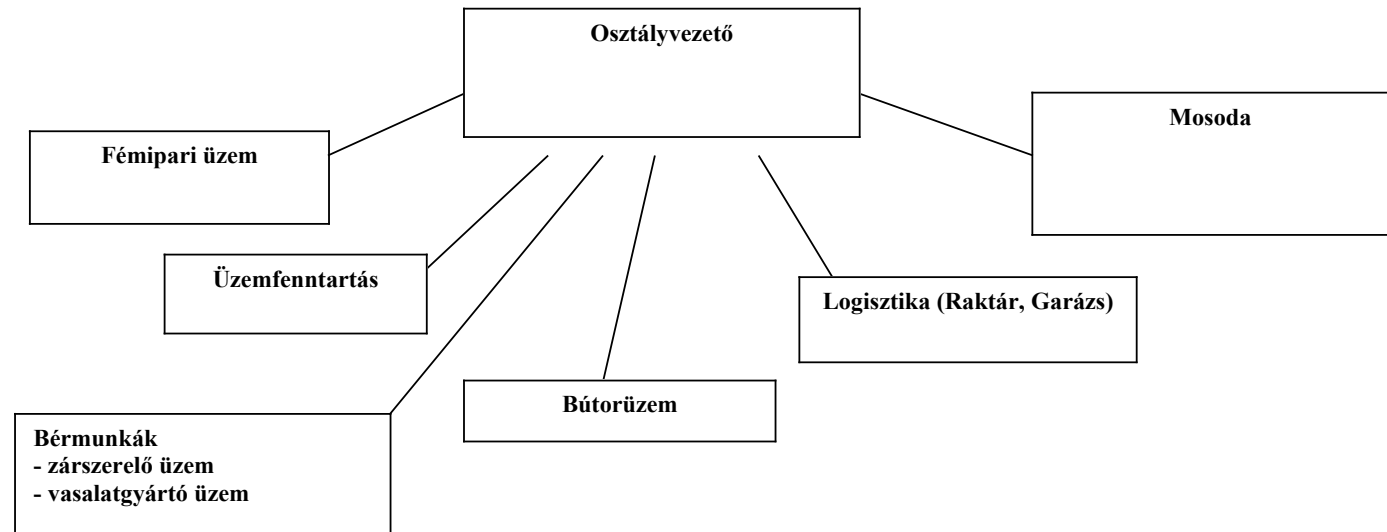 Osztályvezető
Mosoda
Fémipari üzem
Üzemfenntartás
Logisztika (Raktár, Garázs)
Bútorüzem
Bérmunkák
- zárszerelő üzem
- vasalatgyártó üzem